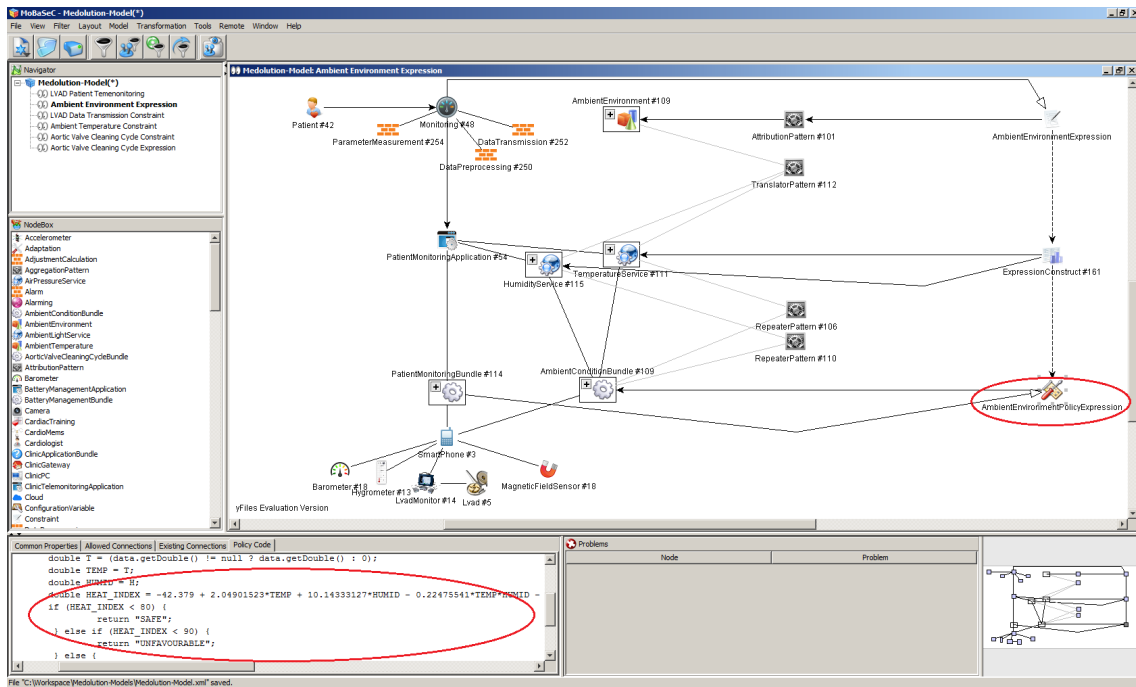 MoBaSeC - Medolution-Model(*)
File View Filter Layout Model Transformation Tools Remote Window Help
Navigator
Medolution-Model(*)
LVAD Patient Temenonitoring
Ambient Environment Expression
LVAD Data Transmission Constraint
Ambient Temperature Constraint
Aortic Valve Cleaning Cycle Constraint
Aortic Valve Cleaning Cycle Expression
NodeBox
Accelerometer
Adaptation
AdjustmentCalculation
AggregationPattern
AirPressureService
Alarm
Alarming
AmbientConditionBundle
AmbientEnvironment
AmbientLightService
AmbientTemperature
AorticValveCleaningCycleBundle
AttributionPattern
Barometer
BatteryManagementApplication
BatteryManagementBundle
Camera
CardiacTraining
CardioMems
Cardiologist
ClinicApplicationBundle
ClinicGateway
ClinicPC
ClinicTelemonitoringApplication
Cloud
ConfigurationVariable
Constraint
Medolution-Model: Ambient Environment Expression
Patient #42
Monitoring #48
ParameterMeasurement #254
DataTransmission #252
DataPreprocessing #250
AmbientEnvironment #109
AttributionPattern #101
AmbientEnvironmentExpression
TranslatorPattern #112
PatientMonitoringApplication #54
HumidityService #115
TemperatureService #111
ExpressionConstruct #161
RepeaterPattern #106
RepeaterPattern #110
PatientMonitoringBundle #114
AmbientConditionBundle #109
AmbientEnvironmentPolicyExpression
SmartPhone #3
Barometer #18
Hygrometer #13
LvadMonitor #14
Lvad #5
MagneticFieldSensor #18
yFiles Evaluation Version
Common Properties Allowed Connections Existing Connections Policy Code
double T = (data.getDouble() != null ? data.getDouble() : 0);
double TEMP = T;
double HUMID = H;
double HEAT_INDEX = -42.379 + 2.04901523*TEMP + 10.14333127*HUMID - 0.22475541*TEMP*HUMID -
if (HEAT_INDEX < 80) {
return "SAFE";
} else if (HEAT_INDEX < 90) {
return "UNFAVOURABLE";
} else {
Problems
Node Problem
File "C:\Workspace\Medolution-Models\Medolution-Model.xml" saved.